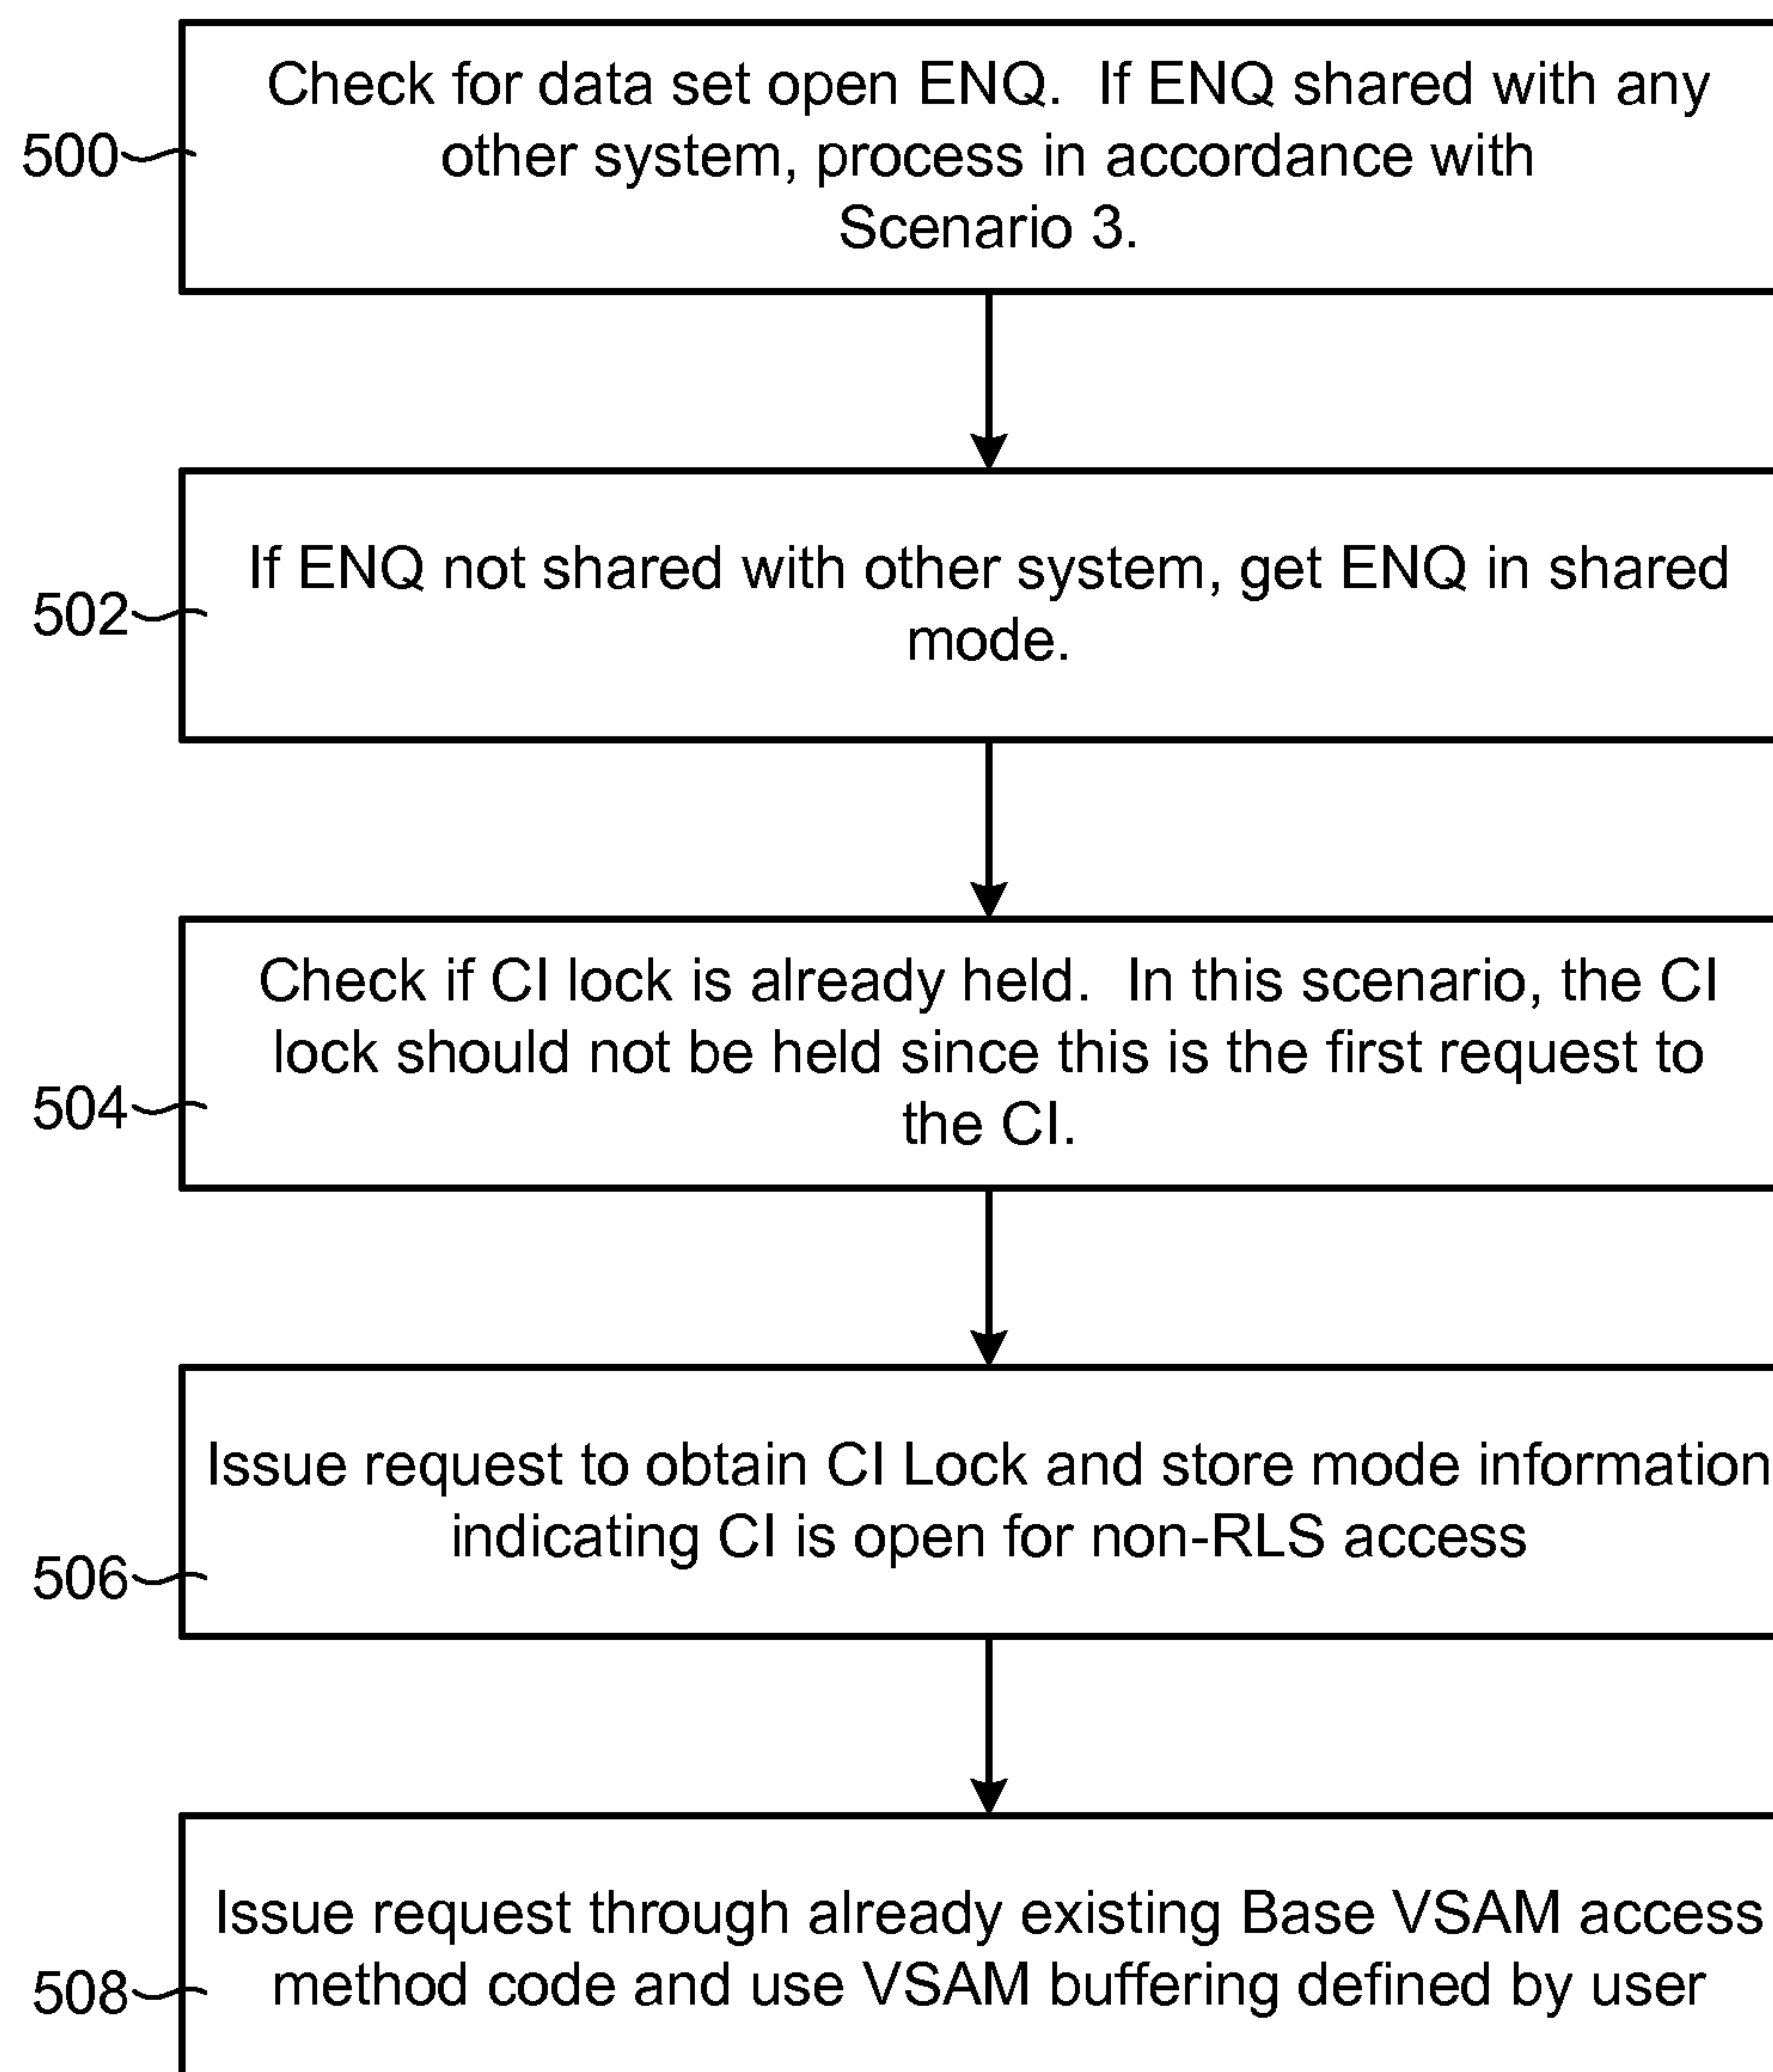 Check for data set open ENQ. If ENQ shared with any
other system, process in accordance with
Scenario 3.
500
If ENQ not shared with other system, get ENQ in shared
mode.
502
Check if CI lock is already held. In this scenario, the CI
lock should not be held since this is the first request to
the CI.
504
Issue request to obtain CI Lock and store mode information
indicating CI is open for non-RLS access
506
Issue request through already existing Base VSAM access
method code and use VSAM buffering defined by user
508